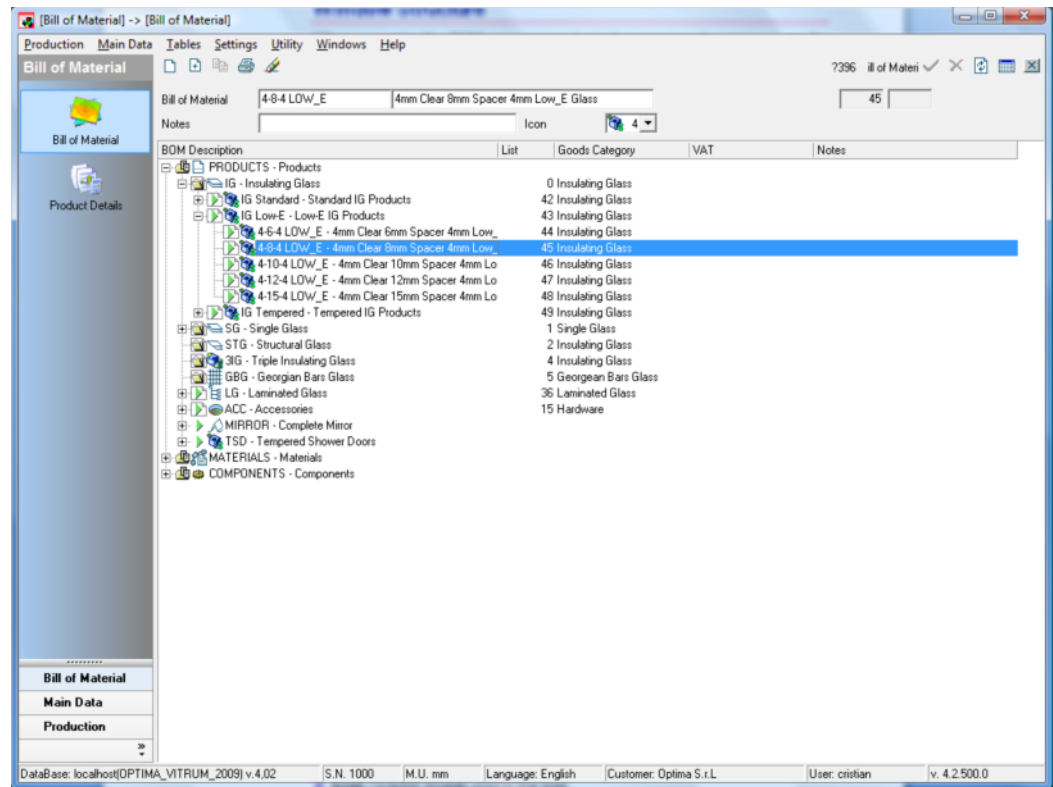 [Bill of Material] -> [Bill of Material]
Production Main Data Tables Settings Utility Windows Help
Bill of Material
?396 ill of Materi
Bill of Material 4-8-4 LOW_E 4mm Clear 8mm Spacer 4mm Low_E Glass 45
Notes Icon 4
Bill of Material
Product Details
BOM Description List Goods Category VAT Notes
PRODUCTS - Products
IG - Insulating Glass 0 Insulating Glass
IG Standard - Standard IG Products 42 Insulating Glass
IG Low-E - Low-E IG Products 43 Insulating Glass
4-6-4 LOW_E - 4mm Clear 6mm Spacer 4mm Low_ 44 Insulating Glass
4-8-4 LOW_E - 4mm Clear 8mm Spacer 4mm Low_ 45 Insulating Glass
4-10-4 LOW_E - 4mm Clear 10mm Spacer 4mm Lo 46 Insulating Glass
4-12-4 LOW_E - 4mm Clear 12mm Spacer 4mm Lo 47 Insulating Glass
4-15-4 LOW_E - 4mm Clear 15mm Spacer 4mm Lo 48 Insulating Glass
IG Tempered - Tempered IG Products 49 Insulating Glass
SG - Single Glass 1 Single Glass
STG - Structural Glass 2 Insulating Glass
3IG - Triple Insulating Glass 4 Insulating Glass
GBG - Georgian Bars Glass 5 Georgean Bars Glass
LG - Laminated Glass 36 Laminated Glass
ACC - Accessories 15 Hardware
MIRROR - Complete Mirror
TSD - Tempered Shower Doors
MATERIALS - Materials
COMPONENTS - Components
Bill of Material
Main Data
Production
DataBase: localhost(OPTIMA_VITRUM_2009) v.4,02 S.N. 1000 M.U. mm Language: English Customer: Optima S.r.L User: cristian v. 4.2.500.0